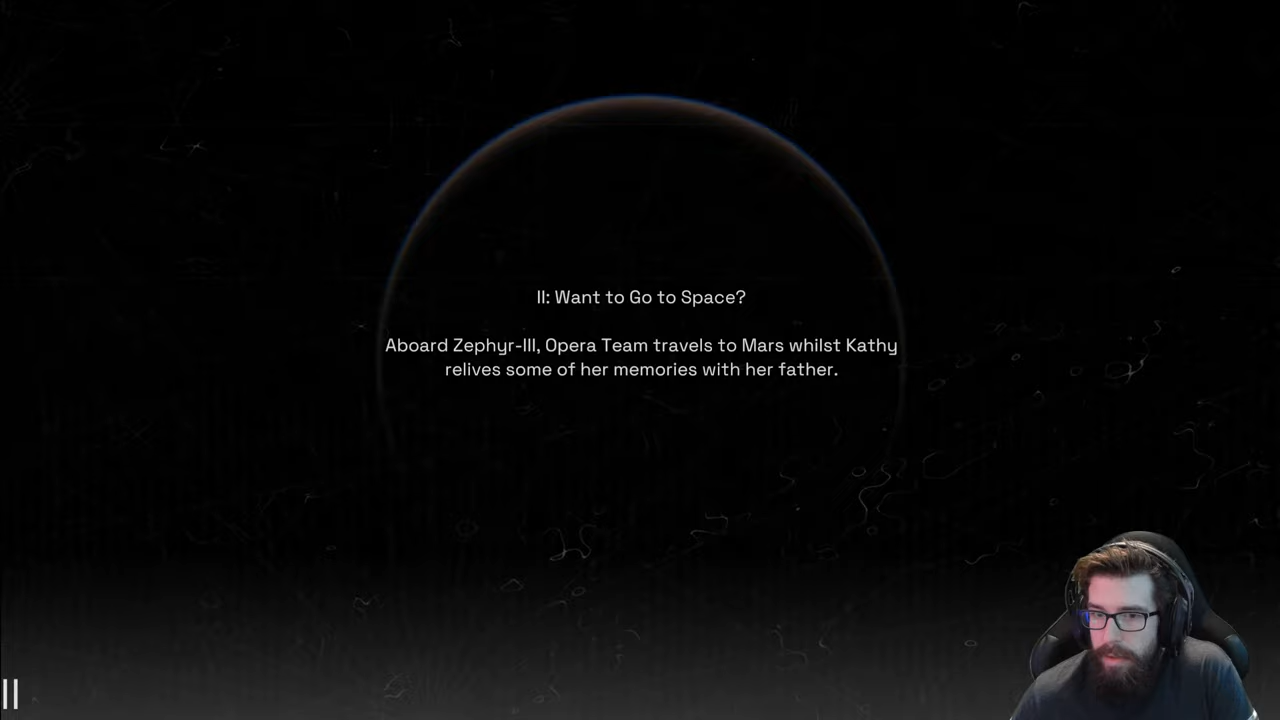 II: Want to Go to Space?
Aboard Zephyr-III, Opera Team travels to Mars whilst Kathy
relives some of her memories with her father.